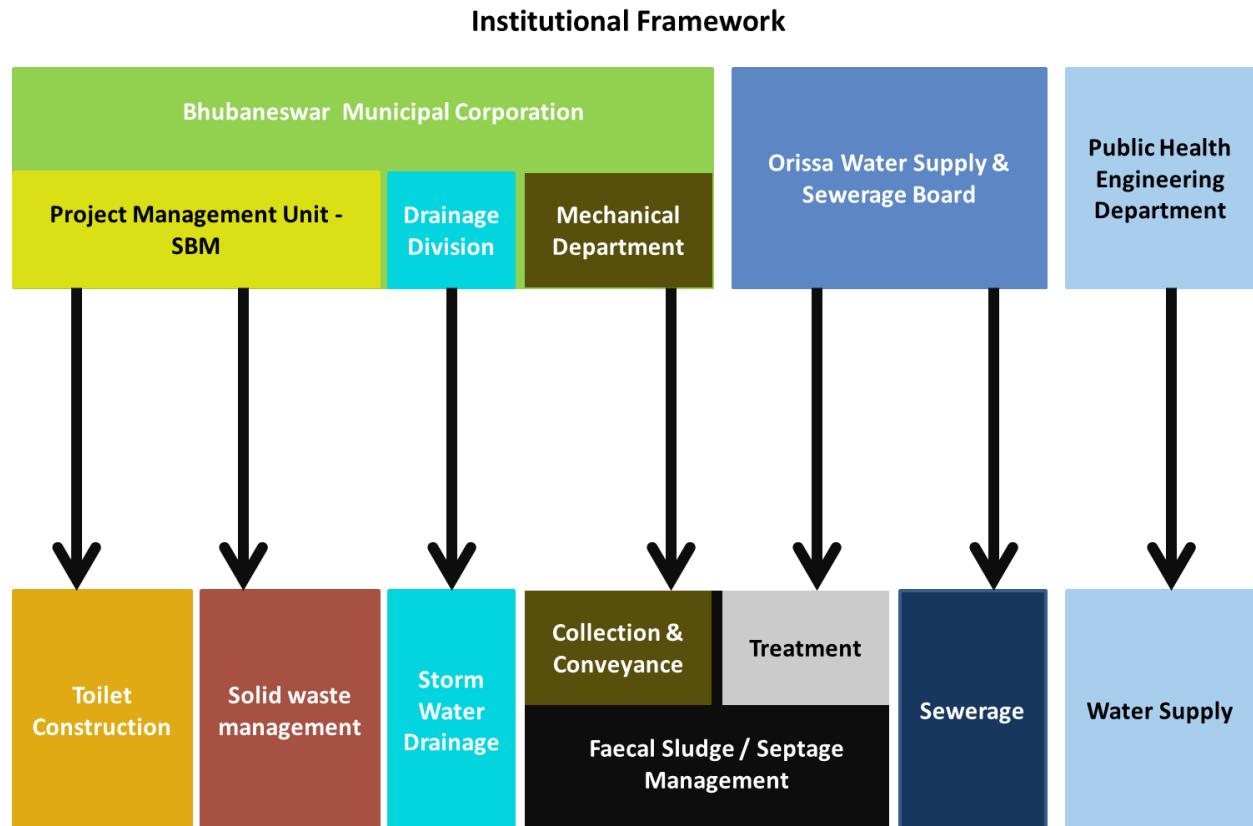 Institutional Framework
Bhubaneswar Municipal Corporation
Project Management Unit -
SBM
Drainage
Division
Mechanical
Department
Orissa Water Supply &
Sewerage Board
Public Health
Engineering
Department
Toilet
Construction
Solid waste
management
Storm
Water
Drainage
Collection &
Conveyance
Treatment
Faecal Sludge / Septage
Management
Sewerage
Water Supply